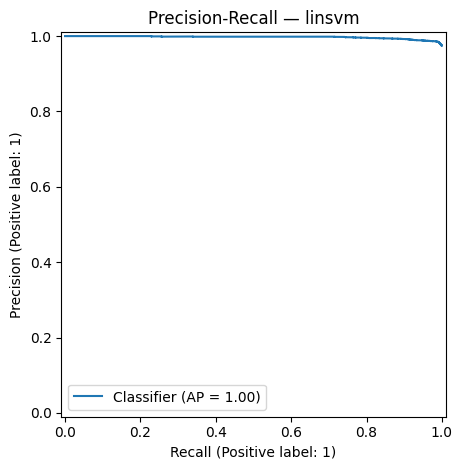 Precision-Recall — linsvm
1.0
0.8
0.6
0.4
0.2
0.0
Precision (Positive label: 1)
Classifier (AP = 1.00)
0.0 0.2 0.4 0.6 0.8 1.0
Recall (Positive label: 1)